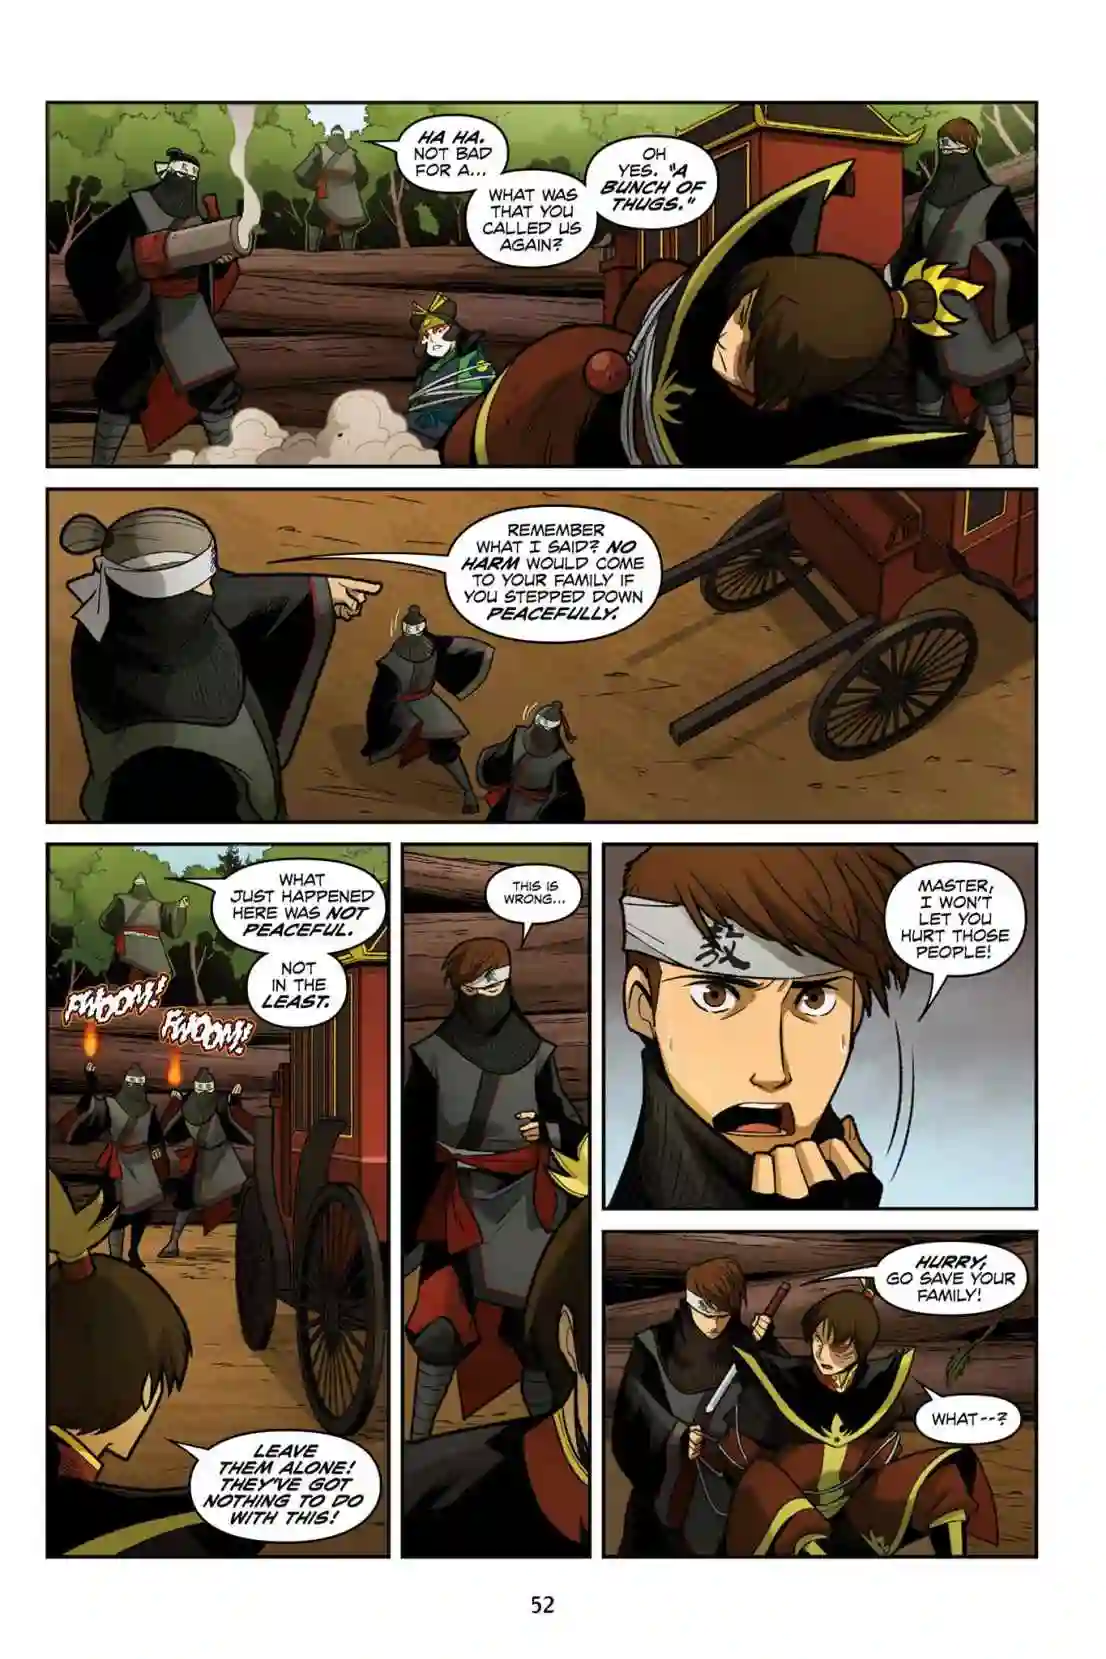 HA HA.
NOT BAD
FOR A...
WHAT WAS
THAT YOU
CALLED US
AGAIN?
OH
YES. "A
BUNCH OF
THUGS."
REMEMBER
WHAT I SAID? NO
HARM WOULD COME
TO YOUR FAMILY IF
YOU STEPPED DOWN
PEACEFULLY.
WHAT
JUST HAPPENED
HERE WAS NOT
PEACEFUL.
NOT
IN THE
LEAST.
FWOOM!
FWOOM!
LEAVE
THEM ALONE!
THEY'VE GOT
NOTHING TO DO
WITH THIS!
THIS IS
WRONG...
MASTER,
I WON'T
LET YOU
HURT THOSE
PEOPLE!
HURRY,
GO SAVE YOUR
FAMILY!
WHAT--?
52